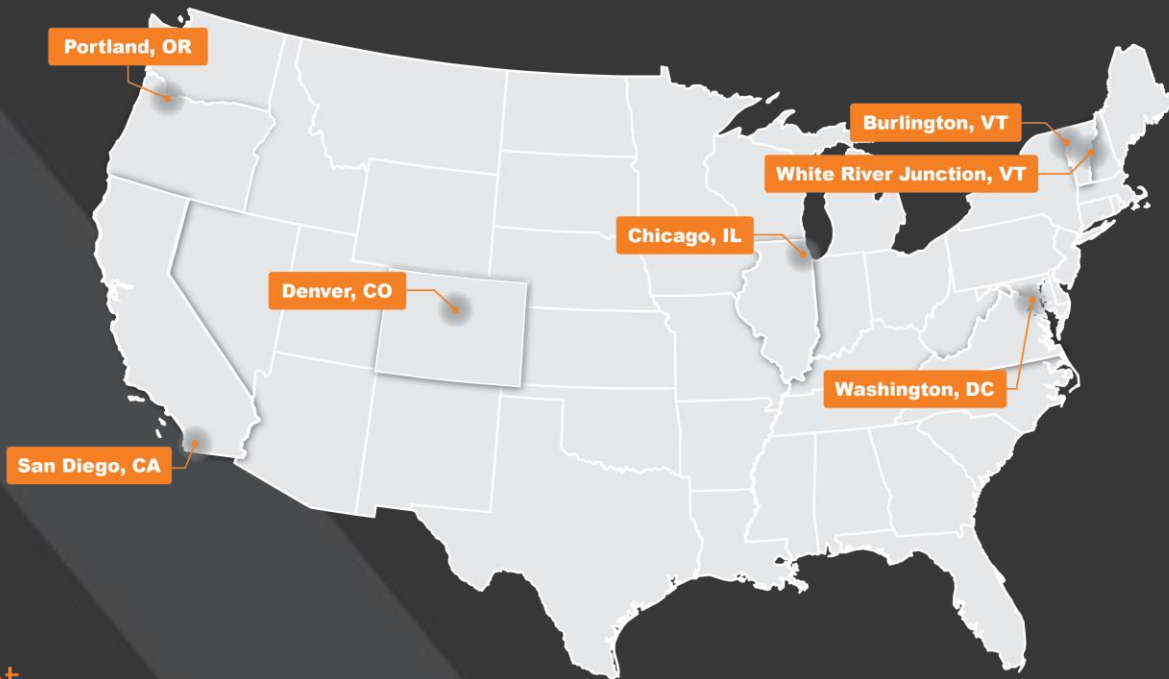 Portland, OR
Burlington, VT
White River Junction, VT
Chicago, IL
Denver, CO
Washington, DC
San Diego, CA
+